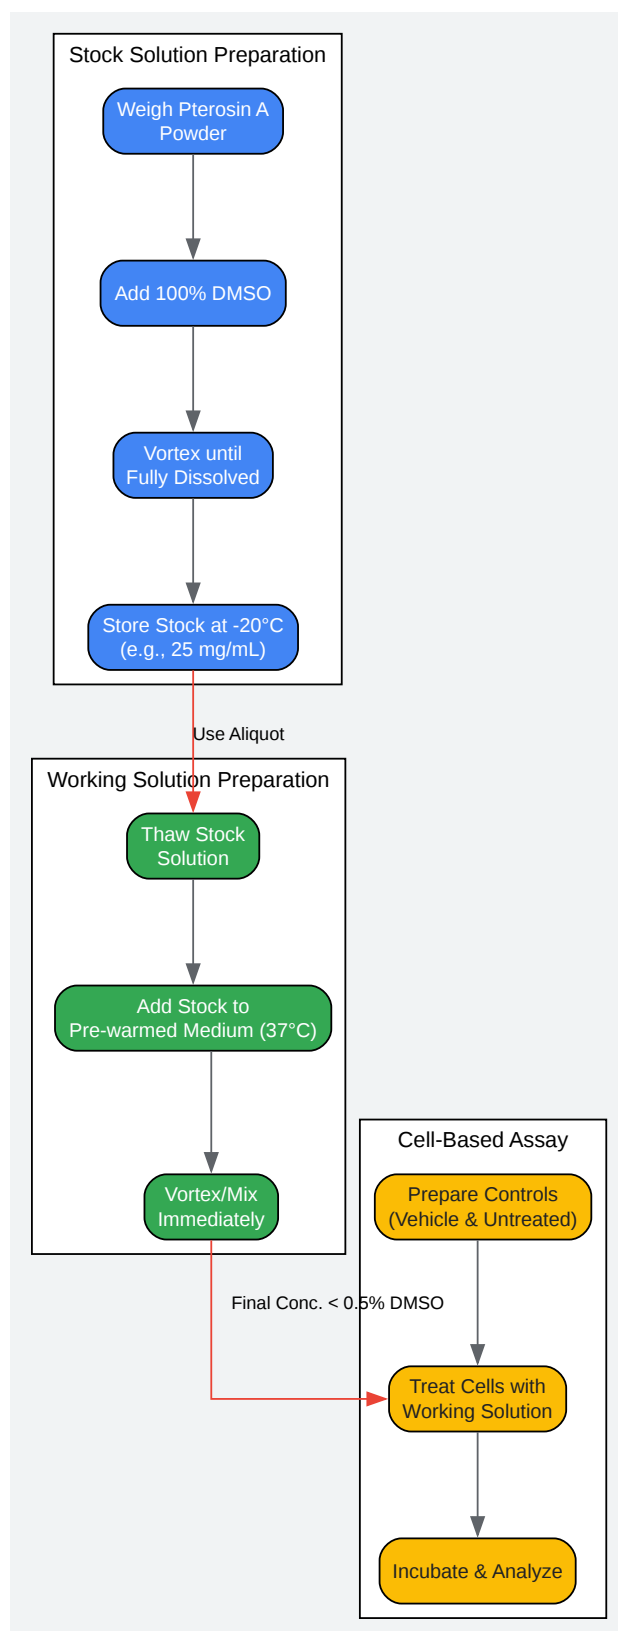 Stock Solution Preparation
Weigh Pterosin A
Powder
Add 100% DMSO
Vortex until
Fully Dissolved
Store Stock at -20°C
(e.g., 25 mg/mL)
Use Aliquot
Working Solution Preparation
Thaw Stock
Solution
Add Stock to
Pre-warmed Medium (37°C)
Vortex/Mix
Immediately
Final Conc. < 0.5% DMSO
Cell-Based Assay
Prepare Controls
(Vehicle & Untreated)
Treat Cells with
Working Solution
Incubate & Analyze